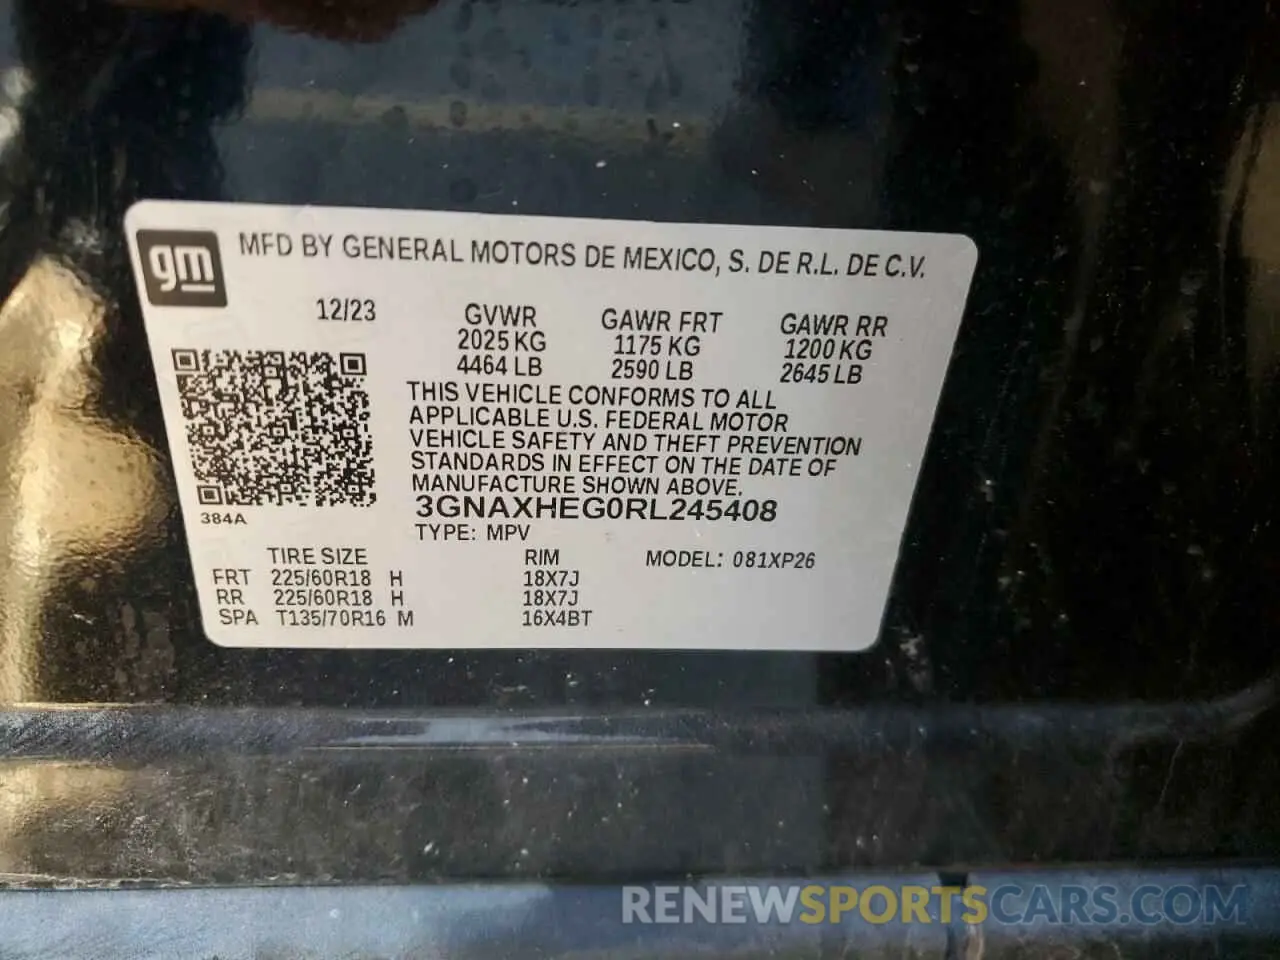 gm
MFD BY GENERAL MOTORS DE MEXICO, S. DE R.L. DE C.V.
12/23 GVWR GAWR FRT GAWR RR
2025 KG 1175 KG 1200 KG
4464 LB 2590 LB 2645 LB
THIS VEHICLE CONFORMS TO ALL
APPLICABLE U.S. FEDERAL MOTOR
VEHICLE SAFETY AND THEFT PREVENTION
STANDARDS IN EFFECT ON THE DATE OF
MANUFACTURE SHOWN ABOVE.
3GNAXHEG0RL245408
384A
TYPE: MPV
TIRE SIZE RIM MODEL: 081XP26
FRT 225/60R18 H 18X7J
RR 225/60R18 H 18X7J
SPA T135/70R16 M 16X4BT
RENEWSPORTSCARS.COM